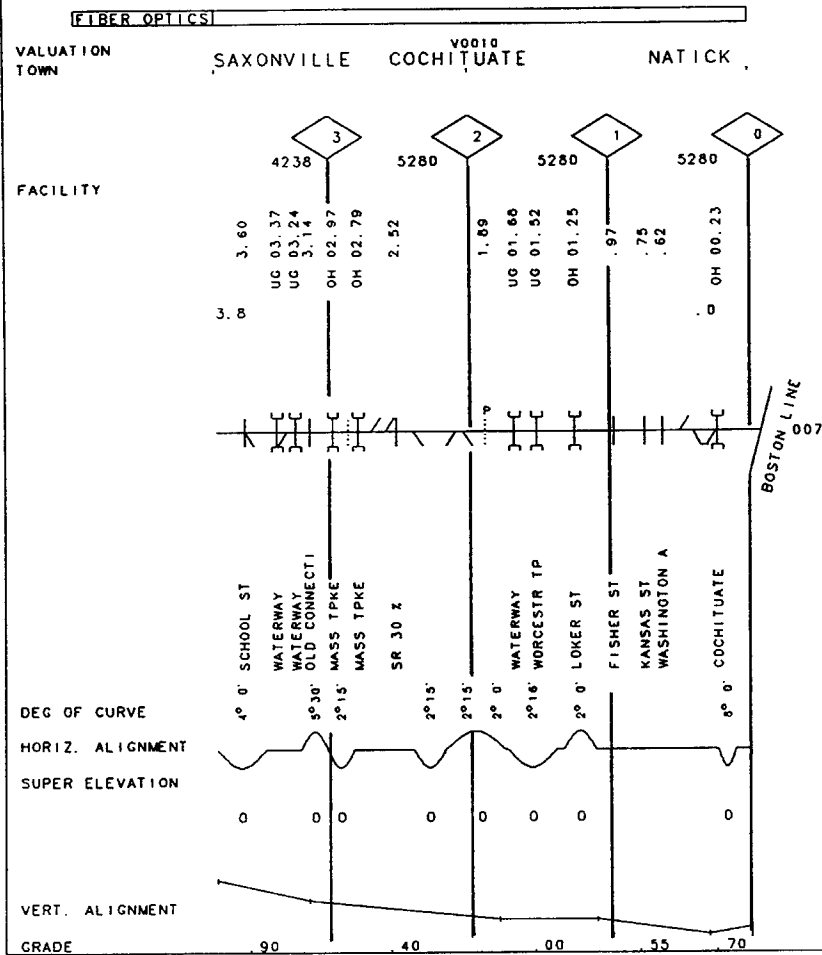 FIBER OPTICS
VALUATION V0010
TOWN SAXONVILLE COCHITUATE NATICK
3 2 1 0
4238 5280 5280 5280
FACILITY
3.60
UG 03.37
UG 03.24
3.14
OH 02.97
OH 02.79
2.52
1.89
UG 01.68
UG 01.52
OH 01.25
.97
.75
.62
OH 00.23
3.8 .0
P
BOSTON LINE
007
SCHOOL ST
WATERWAY
WATERWAY
OLD CONNECTI
MASS TPKE
MASS TPKE
SR 30 %
WATERWAY
WORCESTR TP
LOKER ST
FISHER ST
KANSAS ST
WASHINGTON A
COCHITUATE
DEG OF CURVE 4° 0' 5°30' 2°15' 2°15' 2°15' 2° 0' 2°16' 2° 0' 8° 0'
HORIZ. ALIGNMENT
SUPER ELEVATION
0 0 0 0 0 0 0 0
VERT. ALIGNMENT
GRADE .90 .40 .00 .55 .70